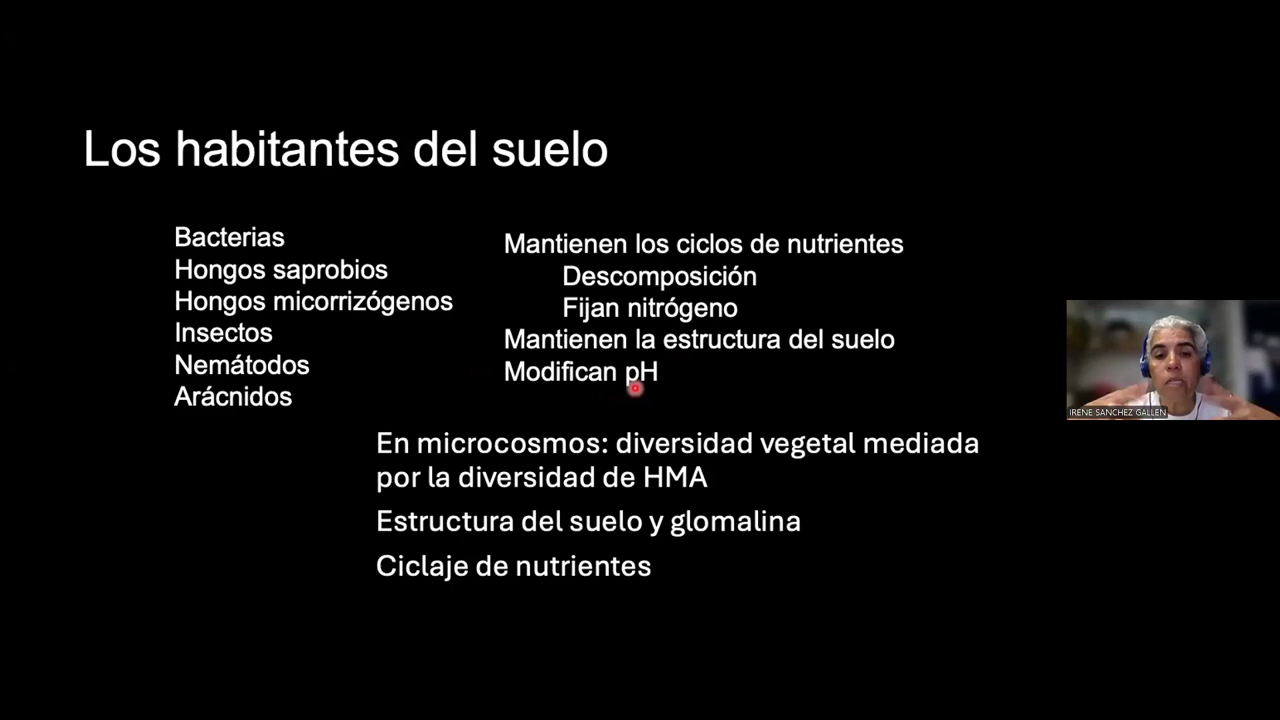 Los habitantes del suelo
Bacterias
Hongos saprobios
Hongos micorrizógenos
Insectos
Nemátodos
Arácnidos
Mantienen los ciclos de nutrientes
Descomposición
Fijan nitrógeno
Mantienen la estructura del suelo
Modifican pH
En microcosmos: diversidad vegetal mediada
por la diversidad de HMA
Estructura del suelo y glomalina
Ciclaje de nutrientes
IRENE SANCHEZ GALLEN